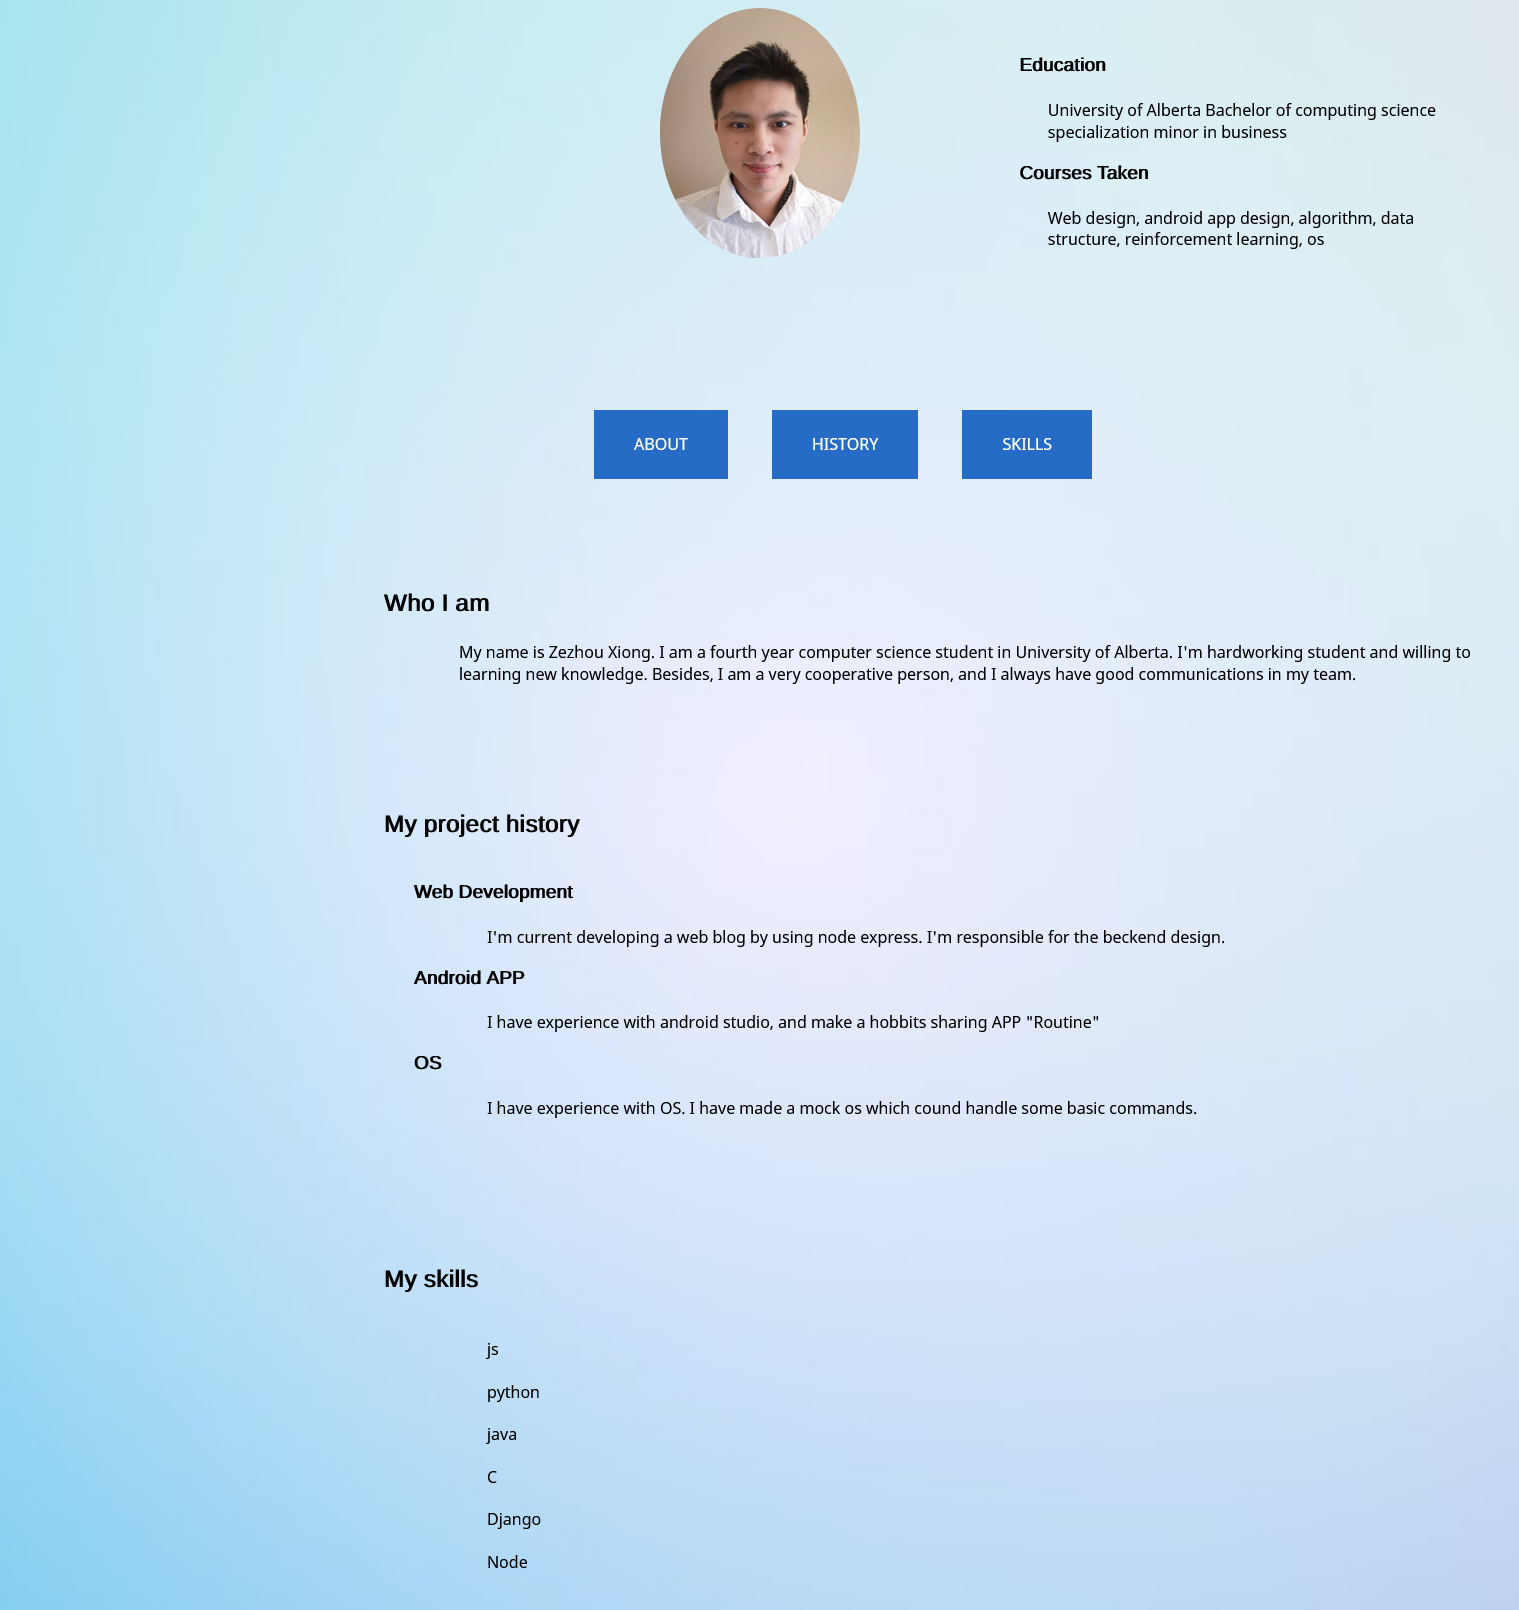 Education
University of Alberta Bachelor of computing science
specialization minor in business
Courses Taken
Web design, android app design, algorithm, data
structure, reinforcement learning, os
ABOUT
HISTORY
SKILLS
Who I am
My name is Zezhou Xiong. I am a fourth year computer science student in University of Alberta. I'm hardworking student and willing to
learning new knowledge. Besides, I am a very cooperative person, and I always have good communications in my team.
My project history
Web Development
I'm current developing a web blog by using node express. I'm responsible for the beckend design.
Android APP
I have experience with android studio, and make a hobbits sharing APP "Routine"
OS
I have experience with OS. I have made a mock os which cound handle some basic commands.
My skills
js
python
java
C
Django
Node